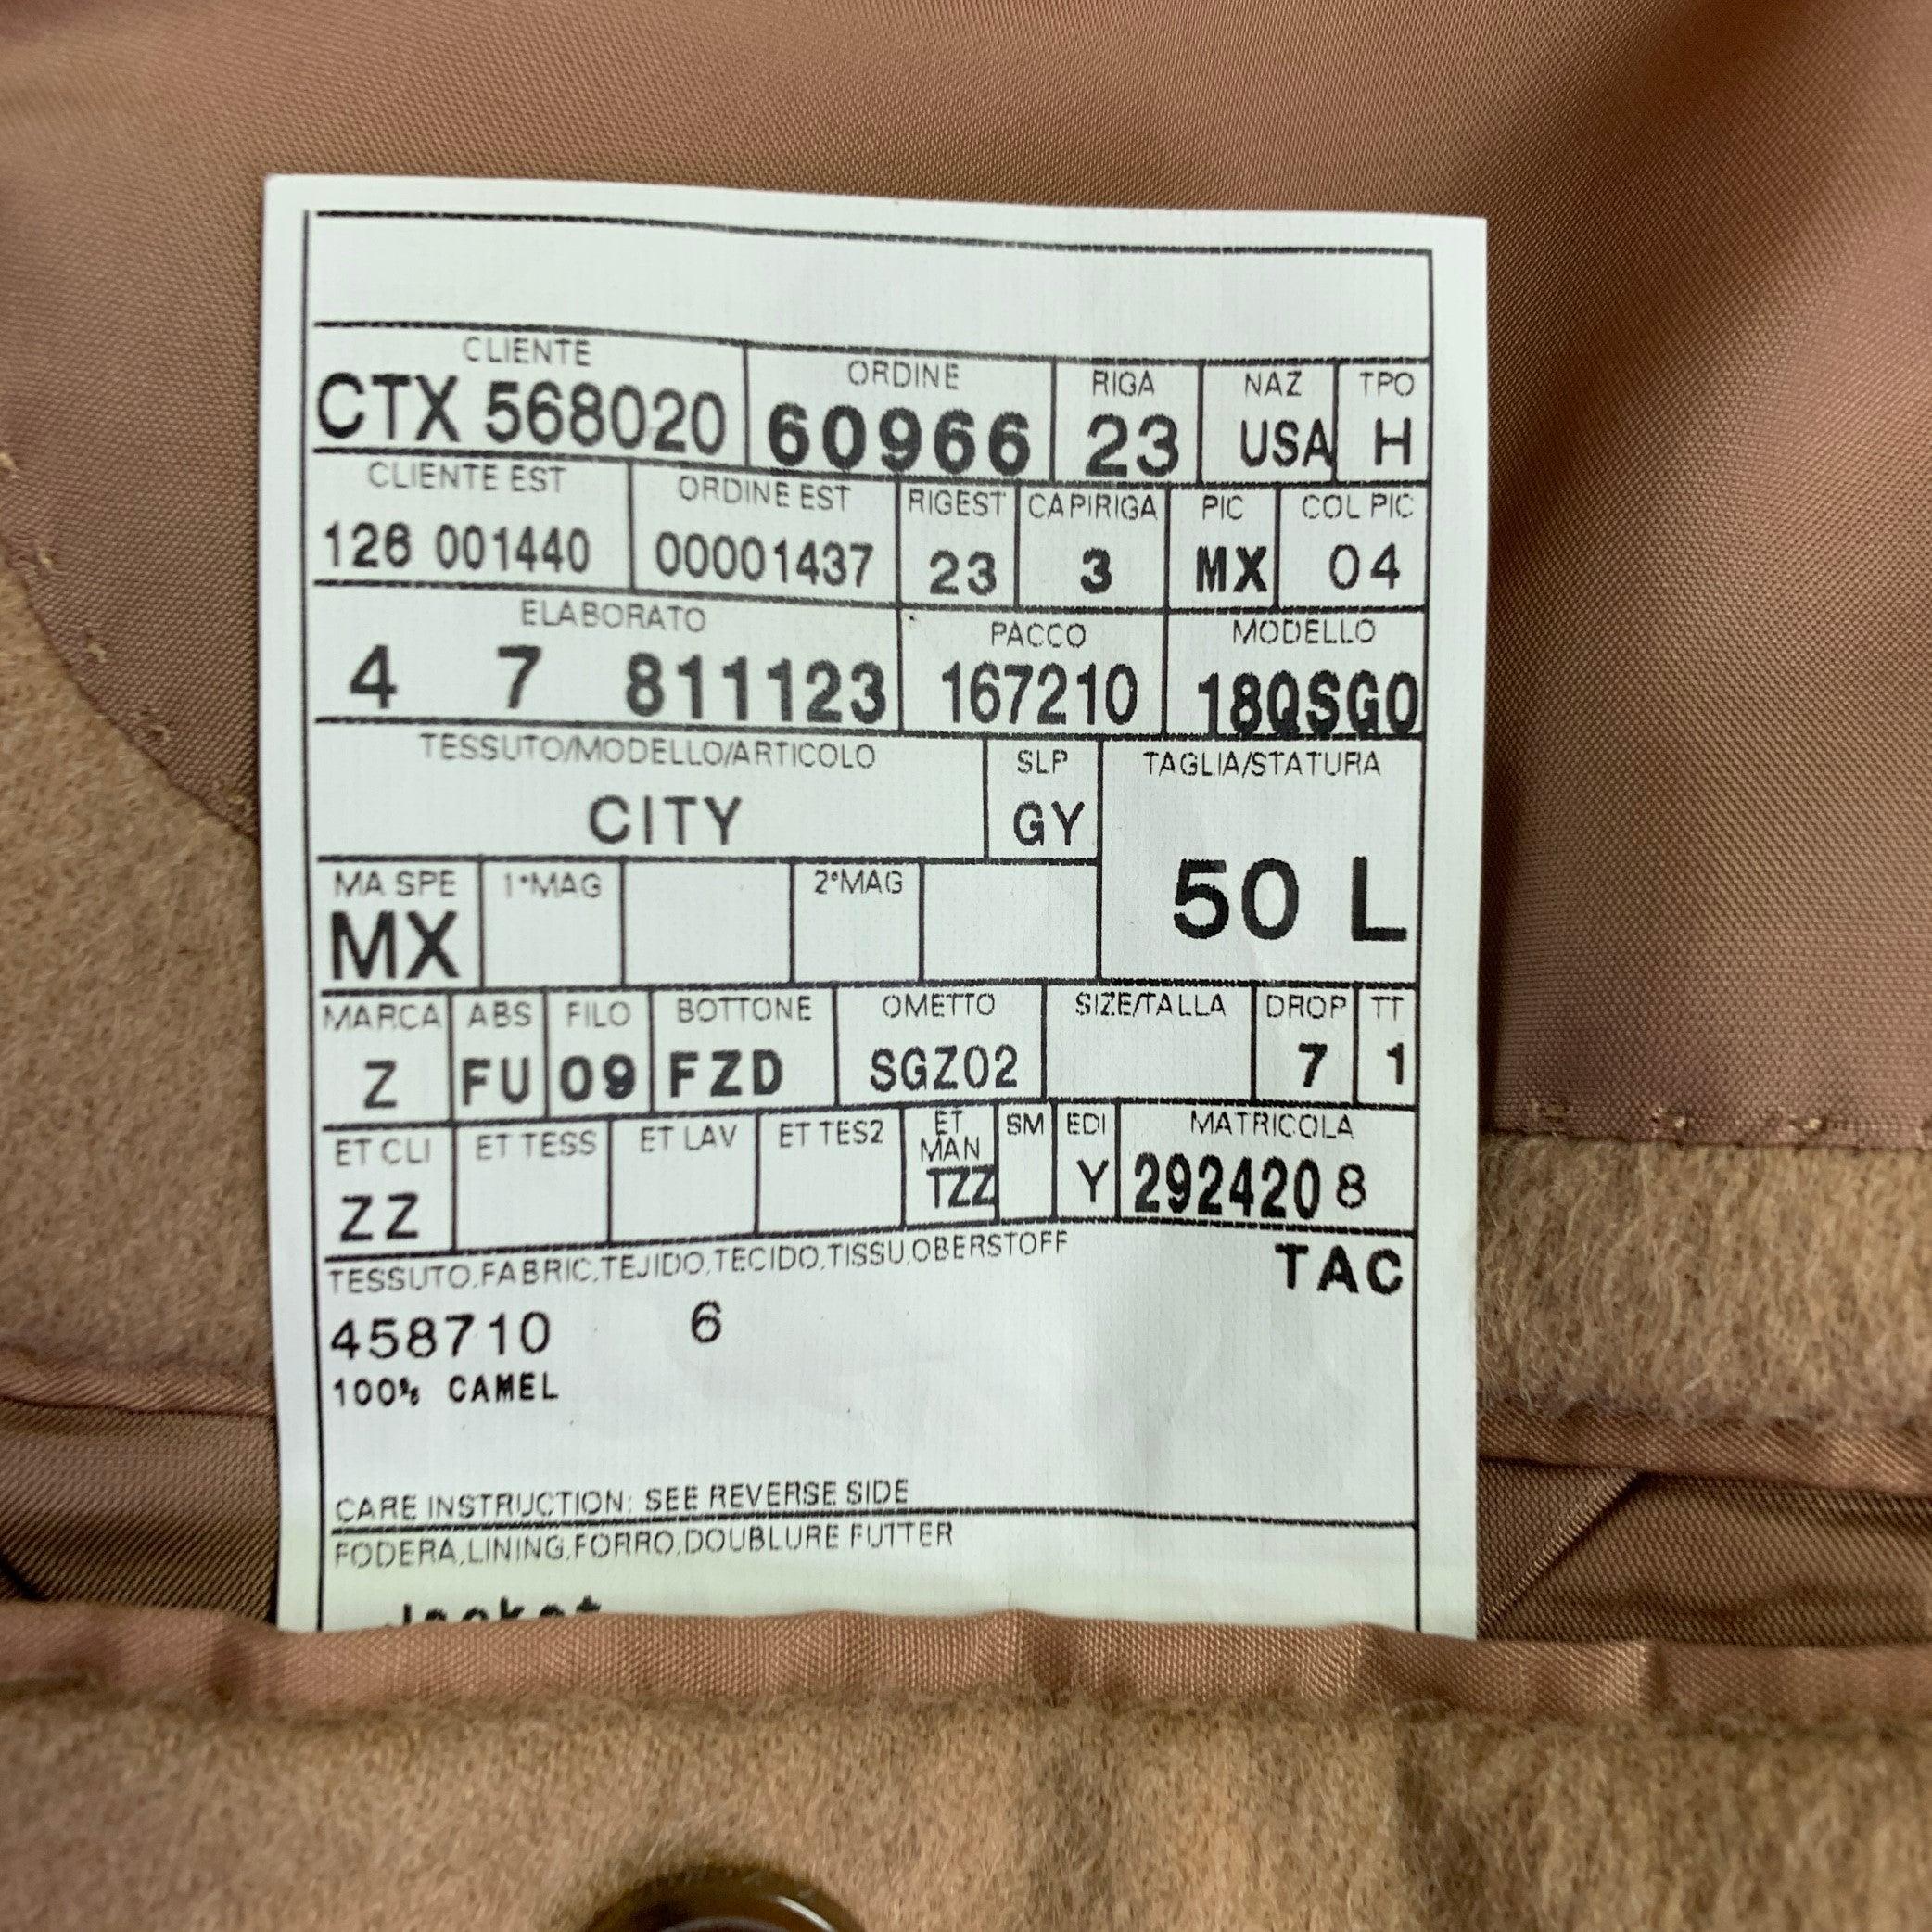 CLIENTE ORDINE RIGA NAZ TPO
CTX 568020 60966 23 USA H
CLIENTE EST ORDINE EST RIGEST CAPIRIGA PIC COL PIC
126 001440 00001437 23 3 MX 04
ELABORATO PACCO MODELLO
4 7 811123 167210 18QSG0
TESSUTO/MODELLO/ARTICOLO SLP TAGLIA/STATURA
CITY GY 50 L
MA SPE 1°MAG 2°MAG
MX
MARCA ABS FILO BOTTONE OMETTO SIZE/TALLA DROP TT
Z FU 09 FZD SGZ02 7 1
ET CLI ET TESS ET LAV ET TES2 ET MAN SM EDI MATRICOLA
ZZ TZZ Y 2924208
TESSUTO,FABRIC,TEJIDO,TECIDO,TISSU,OBERSTOFF TAC
458710 6
100% CAMEL
CARE INSTRUCTION: SEE REVERSE SIDE
FODERA,LINING,FORRO,DOUBLURE FUTTER
Jacket